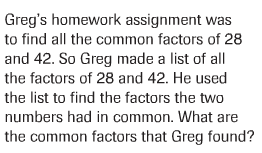 Greg's homework assignment was
to find all the common factors of 28
and 42. So Greg made a list of all
the factors of 28 and 42. He used
the list to find the factors the two
numbers had in common. What are
the common factors that Greg found?